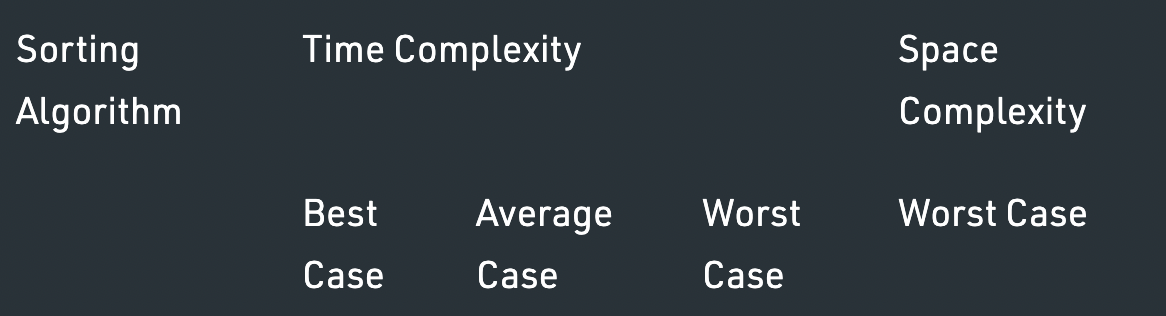 Sorting Time Complexity Space
Algorithm Complexity
Best Average Worst Worst Case
Case Case Case